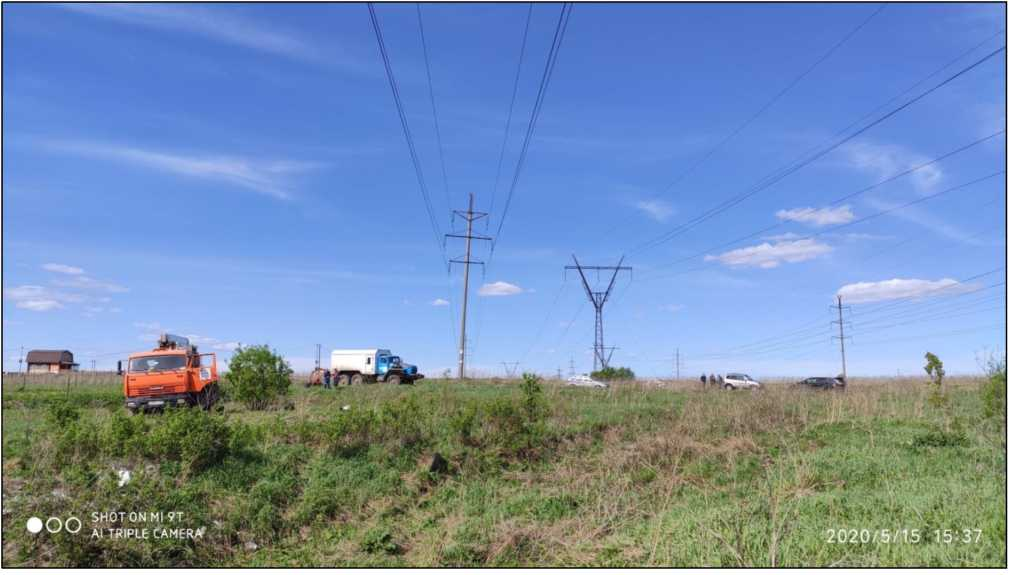 SHOT ON MI 9T
AI TRIPLE CAMERA
2020/5/15 15:37